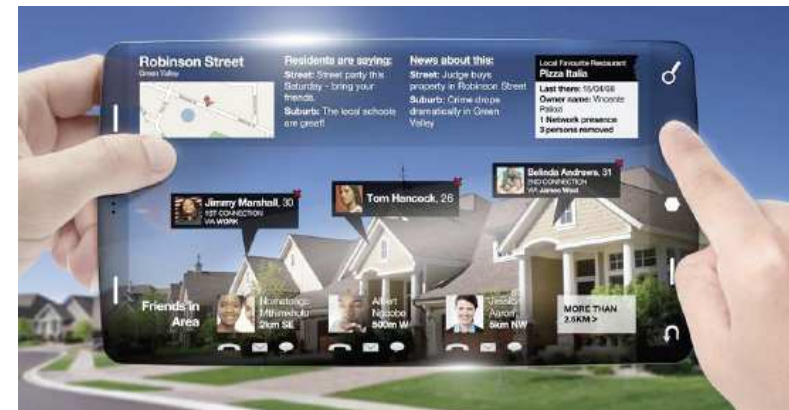 Robinson Street
Green Valley
Residents are saying:
Street: Street party this
Saturday - bring your
friends.
Suburb: The local schools
are great!
News about this:
Street: Judge buys
property in Robinson Street
Suburb: Crime drops
dramatically in Green
Valley
Local Favourite Restaurant
Pizza Italia
Last there: 15/04/08
Owner name: Vincente
1 Network presence
3 persons removed
Jimmy Marshall, 30
1ST CONNECTION
VIA WORK
Tom Hancock, 26
Belinda Andrews, 31
2ND CONNECTION
VIA James West
Friends in
Area
Mthimkhulu
2km SE
Albert
Ngcobo
500m W
Aaron
5km NW
MORE THAN
2.5KM >